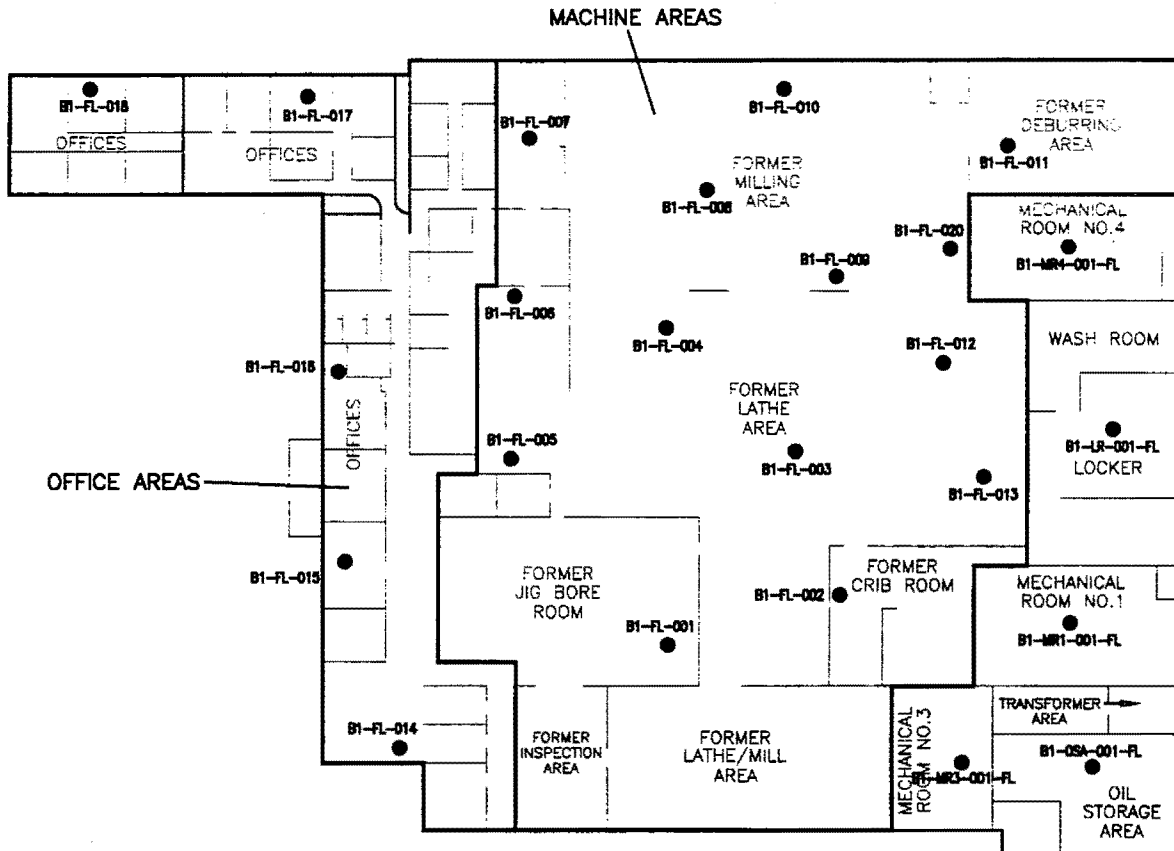 MACHINE AREAS
B1-FL-018
OFFICES
B1-FL-017
OFFICES
B1-FL-007
B1-FL-010
FORMER
DEBURRING
AREA
B1-FL-011
FORMER
MILLING
AREA
B1-FL-008
B1-FL-020
MECHANICAL
ROOM NO.4
B1-MR4-001-FL
B1-FL-009
B1-FL-006
B1-FL-004
B1-FL-012
WASH ROOM
B1-FL-016
FORMER
LATHE
AREA
OFFICES
B1-FL-005
B1-FL-003
B1-LR-001-FL
LOCKER
OFFICE AREAS
B1-FL-013
B1-FL-015
FORMER
JIG BORE
ROOM
B1-FL-002
FORMER
CRIB ROOM
MECHANICAL
ROOM NO.1
B1-MR1-001-FL
B1-FL-001
B1-FL-014
FORMER
INSPECTION
AREA
FORMER
LATHE/MILL
AREA
MECHANICAL
ROOM NO.3
B1-MR3-001-FL
TRANSFORMER
AREA
B1-OSA-001-FL
OIL
STORAGE
AREA